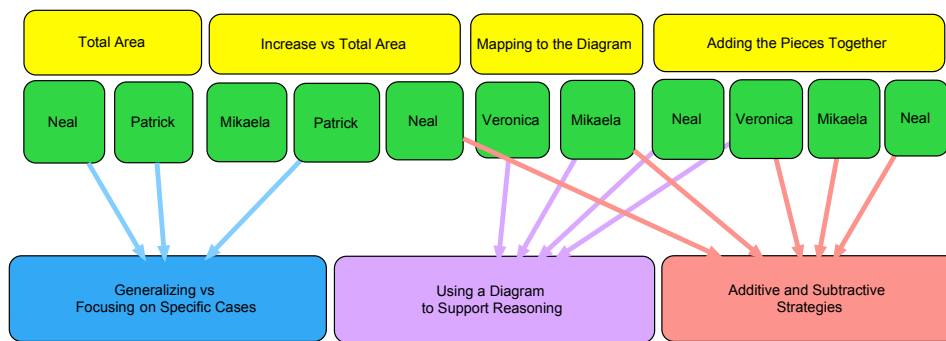 Total Area
Increase vs Total Area
Mapping to the Diagram
Adding the Pieces Together
Neal
Patrick
Mikaela
Patrick
Neal
Veronica
Mikaela
Neal
Veronica
Mikaela
Neal
Generalizing vs
Focusing on Specific Cases
Using a Diagram
to Support Reasoning
Additive and Subtractive
Strategies